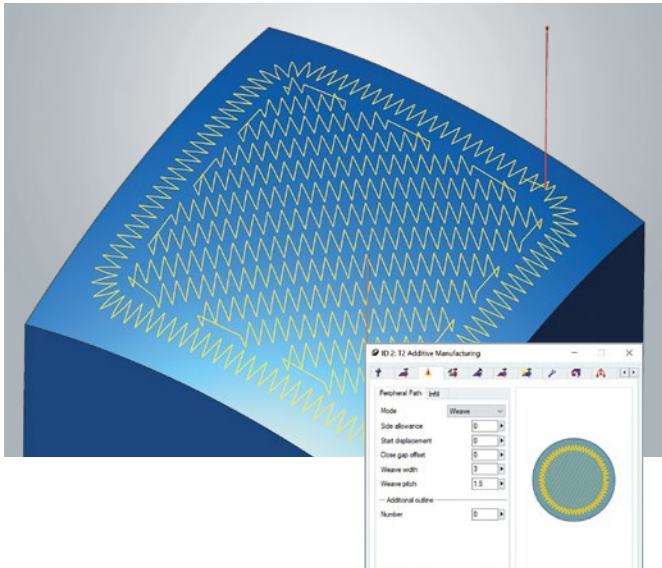 ID 2: T2 Additive Manufacturing
Peripheral Path Infill
Mode Weave
Side allowance 0
Start displacement 0
Close gap offset 0
Weave width 3
Weave pitch 1.5
Additional outline
Number 0